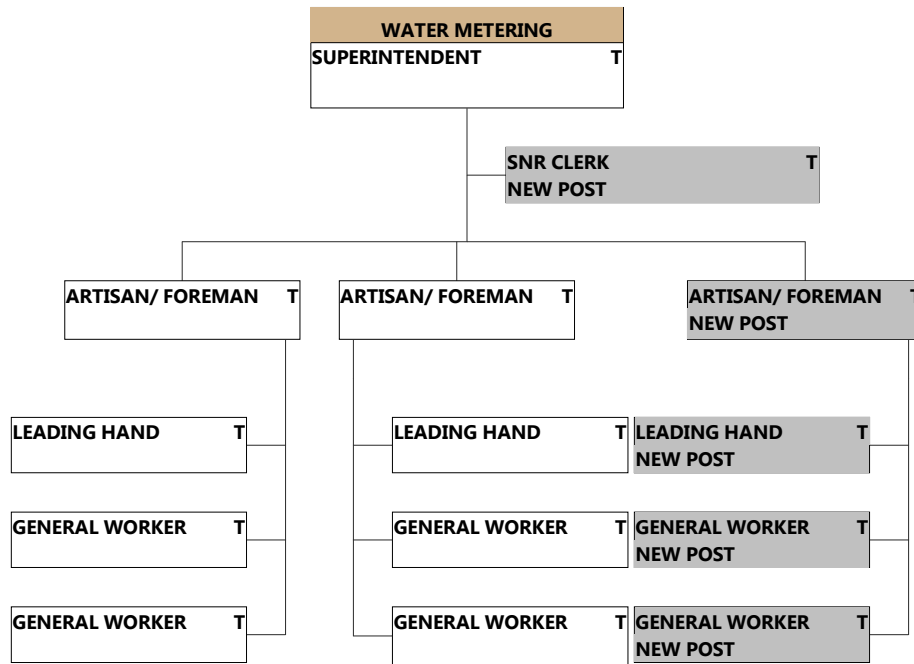 WATER METERING
SUPERINTENDENT T
SNR CLERK T
NEW POST
ARTISAN/ FOREMAN T
ARTISAN/ FOREMAN T
ARTISAN/ FOREMAN T
NEW POST
LEADING HAND T
LEADING HAND T
LEADING HAND T
NEW POST
GENERAL WORKER T
GENERAL WORKER T
GENERAL WORKER T
NEW POST
GENERAL WORKER T
GENERAL WORKER T
GENERAL WORKER T
NEW POST